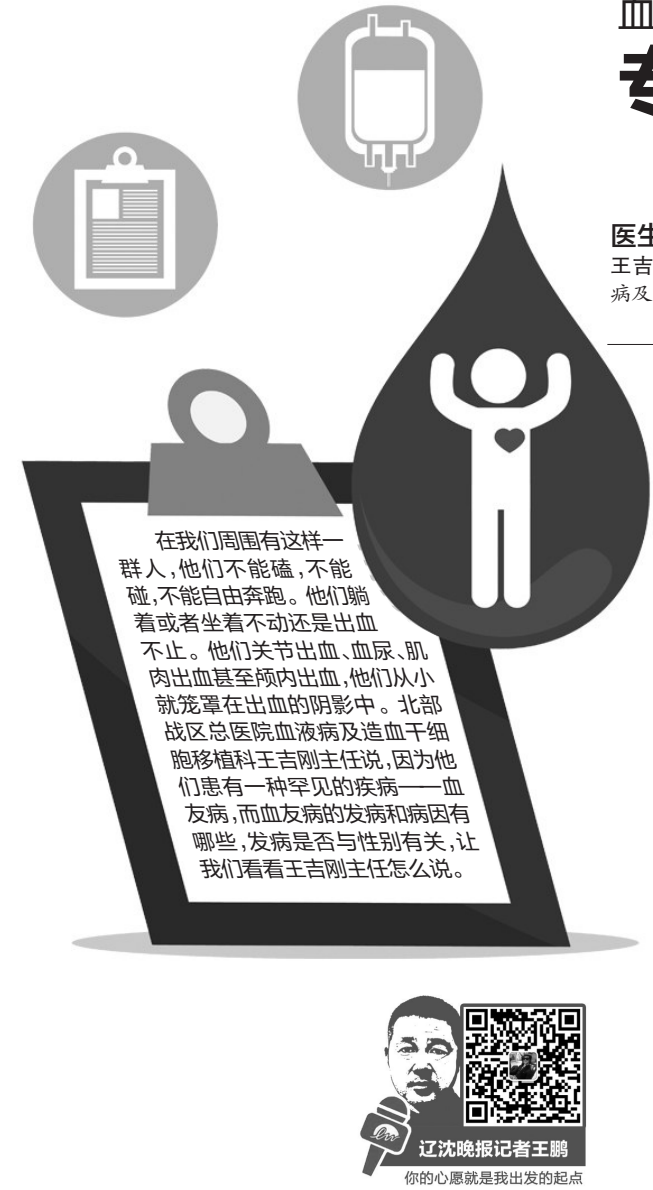 血
专
医生
王吉
病及
在我们周围有这样一
群人,他们不能磕,不能
碰,不能自由奔跑。他们躺
着或者坐着不动还是出血
不止。他们关节出血、血尿、肌
肉出血甚至颅内出血,他们从小
就笼罩在出血的阴影中。北部
战区总医院血液病及造血干细
胞移植科王吉刚主任说,因为他
们患有一种罕见的疾病——血
友病,而血友病的发病和病因有
哪些,发病是否与性别有关,让
我们看看王吉刚主任怎么说。
辽沈晚报记者王鹏
你的心愿就是我出发的起点